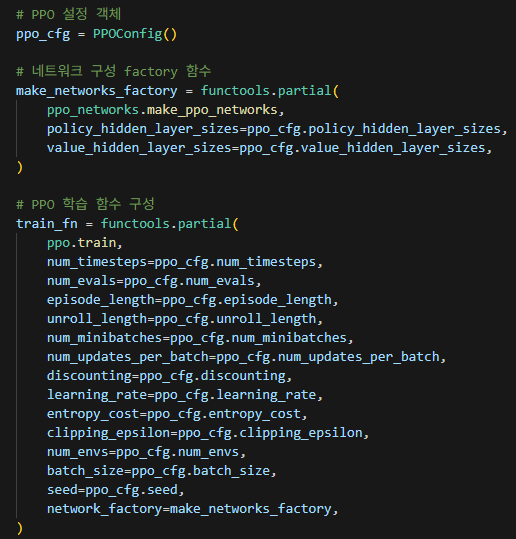 # PPO 설정 객체
ppo_cfg = PPOConfig()
# 네트워크 구성 factory 함수
make_networks_factory = functools.partial(
ppo_networks.make_ppo_networks,
policy_hidden_layer_sizes=ppo_cfg.policy_hidden_layer_sizes,
value_hidden_layer_sizes=ppo_cfg.value_hidden_layer_sizes,
)
# PPO 학습 함수 구성
train_fn = functools.partial(
ppo.train,
num_timesteps=ppo_cfg.num_timesteps,
num_evals=ppo_cfg.num_evals,
episode_length=ppo_cfg.episode_length,
unroll_length=ppo_cfg.unroll_length,
num_minibatches=ppo_cfg.num_minibatches,
num_updates_per_batch=ppo_cfg.num_updates_per_batch,
discounting=ppo_cfg.discounting,
learning_rate=ppo_cfg.learning_rate,
entropy_cost=ppo_cfg.entropy_cost,
clipping_epsilon=ppo_cfg.clipping_epsilon,
num_envs=ppo_cfg.num_envs,
batch_size=ppo_cfg.batch_size,
seed=ppo_cfg.seed,
network_factory=make_networks_factory,
)